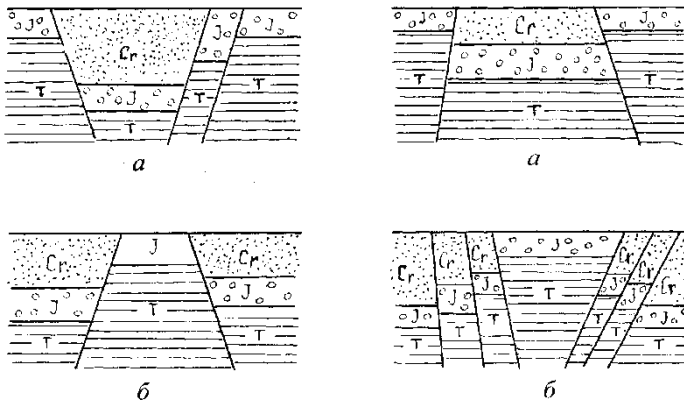 J J J
Cr
T T T
J
T
а
J Cr J
J
T T
T
а
J
Cr Cr
J J
T
T T
б
J
Cr Cr Cr Cr Cr Cr
J J J T J J J
T T T T T T
б